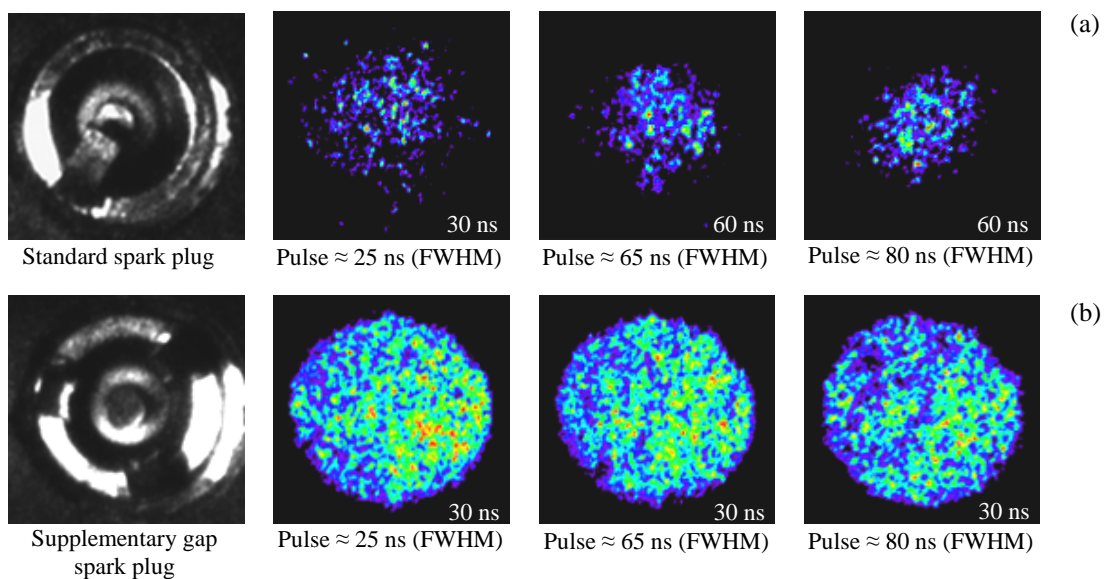 (a)
30 ns
60 ns
60 ns
Standard spark plug
Pulse ≈ 25 ns (FWHM)
Pulse ≈ 65 ns (FWHM)
Pulse ≈ 80 ns (FWHM)
(b)
30 ns
30 ns
30 ns
Supplementary gap
spark plug
Pulse ≈ 25 ns (FWHM)
Pulse ≈ 65 ns (FWHM)
Pulse ≈ 80 ns (FWHM)